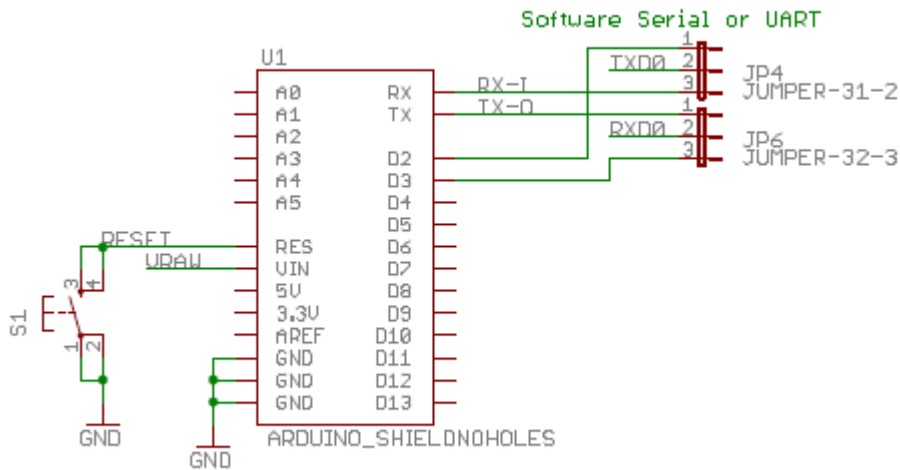 Software Serial or UART
U1
A0
A1
A2
A3
A4
A5
RES
VIN
5V
3.3V
AREF
GND
GND
GND
RX
TX
D2
D3
D4
D5
D6
D7
D8
D9
D10
D11
D12
D13
ARDUINO_SHIELDNOHOLES
RX-I
TX-O
TXD0
RXD0
1
2
3
JP4
JUMPER-31-2
1
2
3
JP6
JUMPER-32-3
RESET
VRAW
S1
3
4
1
2
GND
GND